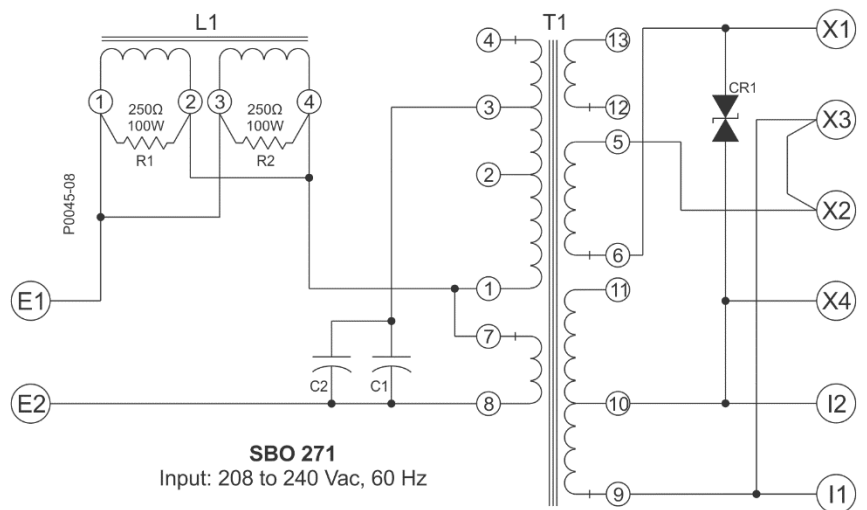 L1
T1
X1
4
13
CR1
1
2
3
4
3
12
X3
250Ω
100W
250Ω
100W
R1
R2
5
2
P0045-08
X2
6
E1
1
11
X4
7
C2
C1
E2
8
10
I2
SBO 271
Input: 208 to 240 Vac, 60 Hz
9
I1